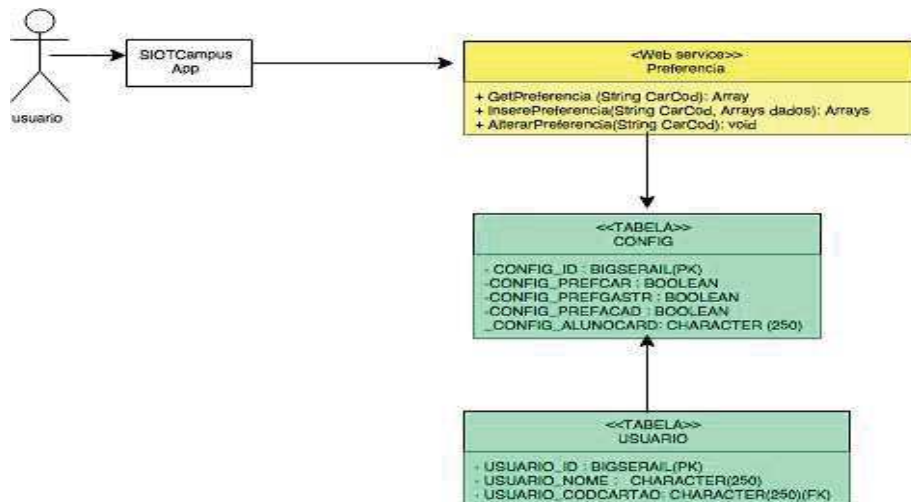 usuario
SIOTCampus
App
<Web service>>
Preferencia
+ GetPreferencia (String CarCod): Array
+ InserePreferencia(String CarCod, Arrays dados): Arrays
+ AlterarPreferencia(String CarCod): void
<<TABELA>>
CONFIG
- CONFIG_ID : BIGSERAIL(PK)
-CONFIG_PREFCAR : BOOLEAN
-CONFIG_PREFGASTR : BOOLEAN
-CONFIG_PREFACAD : BOOLEAN
_CONFIG_ALUNOCARD: CHARACTER (250)
<<TABELA>>
USUARIO
- USUARIO_ID : BIGSERAIL(PK)
- USUARIO_NOME : CHARACTER(250)
- USUARIO_CODCARTAO: CHARACTER(250)(FK)